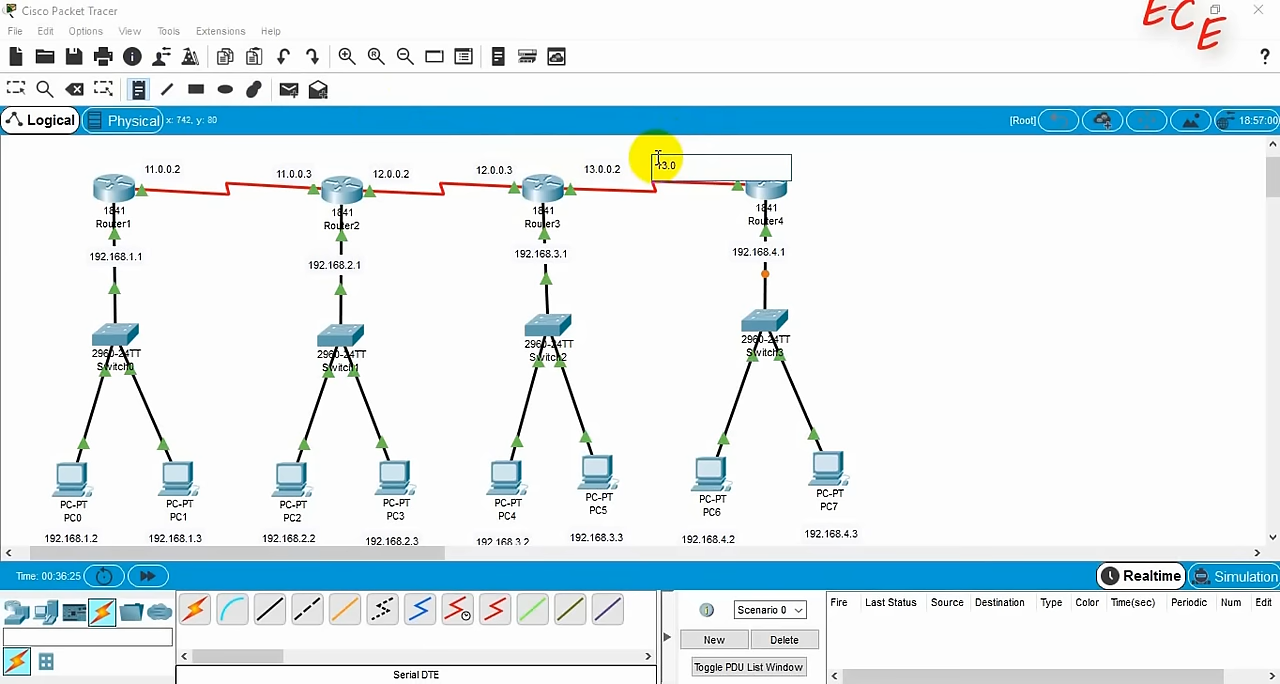 Cisco Packet Tracer
ECE
File Edit Options View Tools Extensions Help
?
Logical Physical x: 742, y: 80 [Root] 18:57:00
11.0.0.2 11.0.0.3 12.0.0.2 12.0.0.3 13.0.0.2 13.0
1841 1841 1841 1841
Router1 Router2 Router3 Router4
192.168.1.1 192.168.2.1 192.168.3.1 192.168.4.1
2960-24TT 2960-24TT 2960-24TT 2960-24TT
Switch0 Switch1 Switch2 Switch3
PC-PT PC-PT PC-PT PC-PT PC-PT PC-PT PC-PT PC-PT
PC0 PC1 PC2 PC3 PC4 PC5 PC6 PC7
192.168.1.2 192.168.1.3 192.168.2.2 192.168.2.3 192.168.3.2 192.168.3.3 192.168.4.2 192.168.4.3
Time: 00:36:25 Realtime Simulation
Scenario 0 Fire Last Status Source Destination Type Color Time(sec) Periodic Num Edit
New Delete
Toggle PDU List Window
Serial DTE